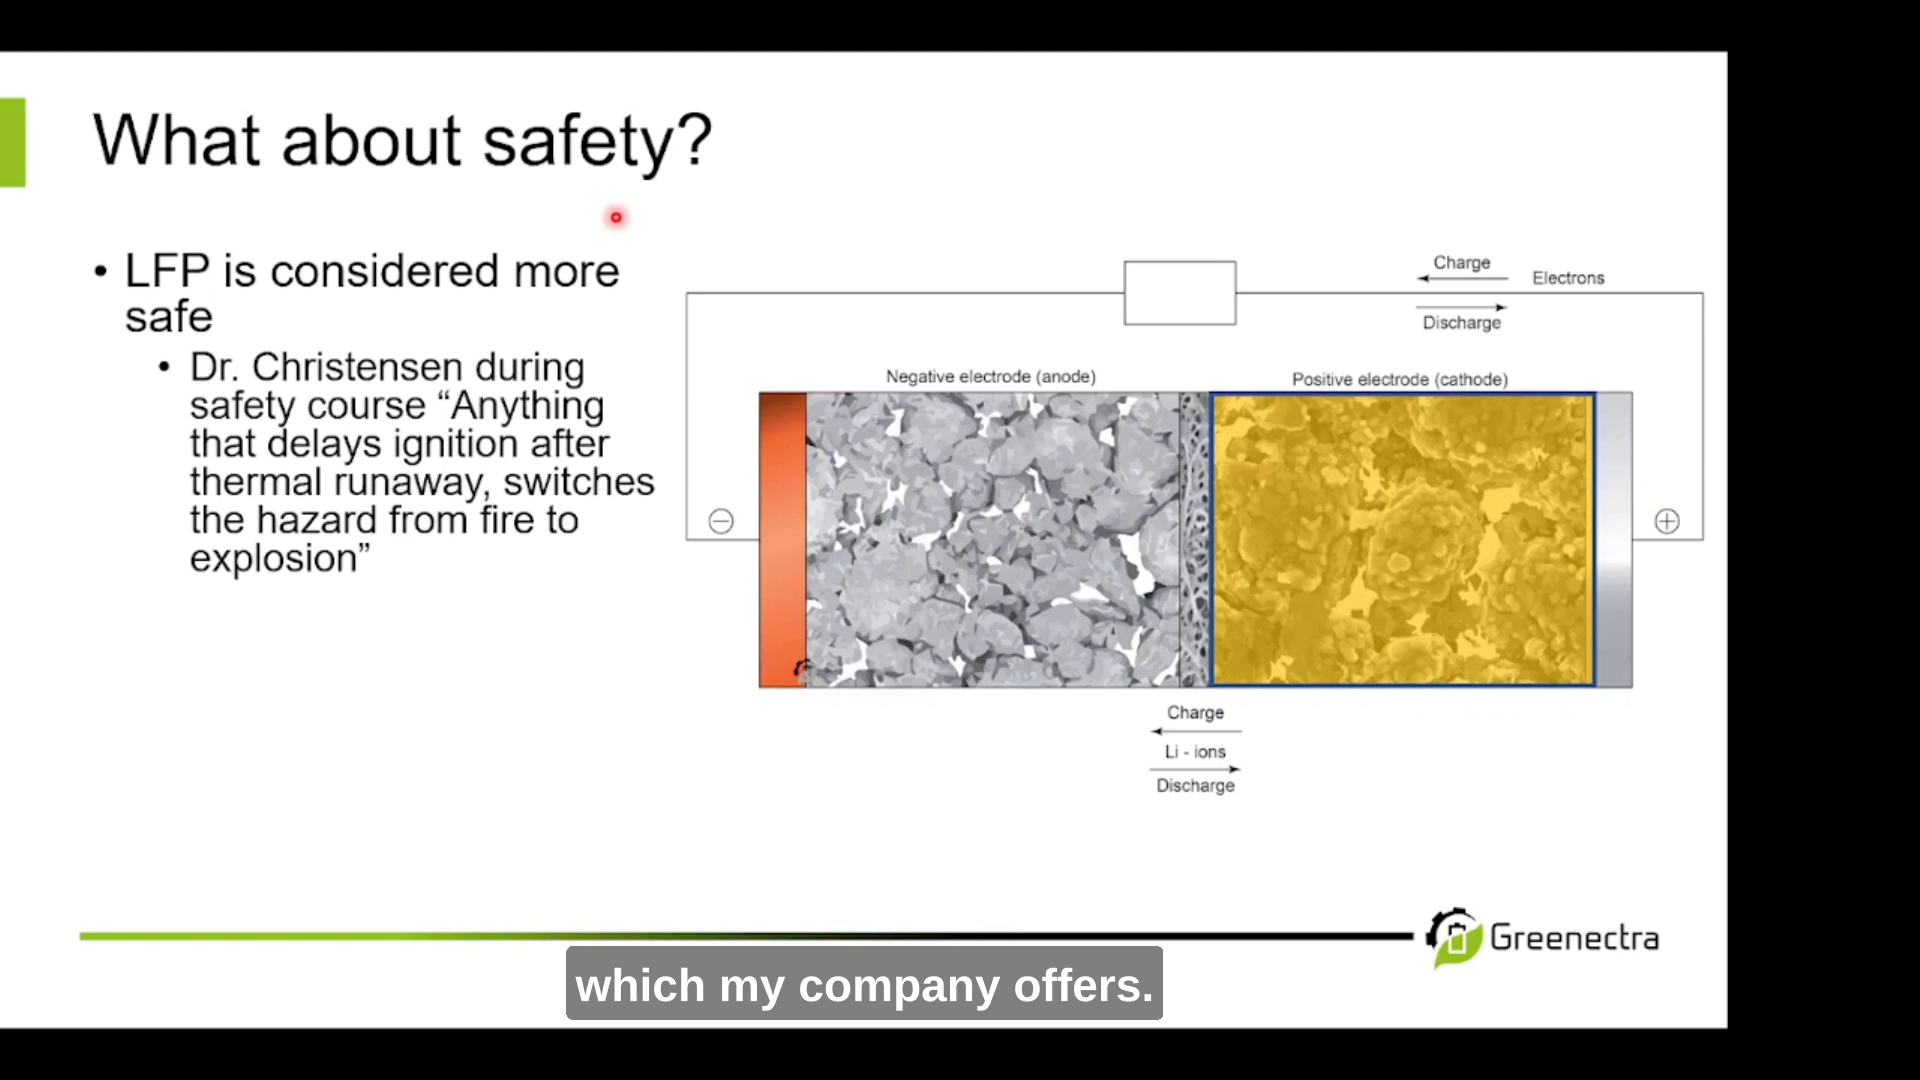 What about safety?
• LFP is considered more
safe
• Dr. Christensen during
safety course “Anything
that delays ignition after
thermal runaway, switches
the hazard from fire to
explosion”
Charge
Electrons
Discharge
Negative electrode (anode)
Positive electrode (cathode)
−
+
Charge
Li - ions
Discharge
Greenectra
which my company offers.